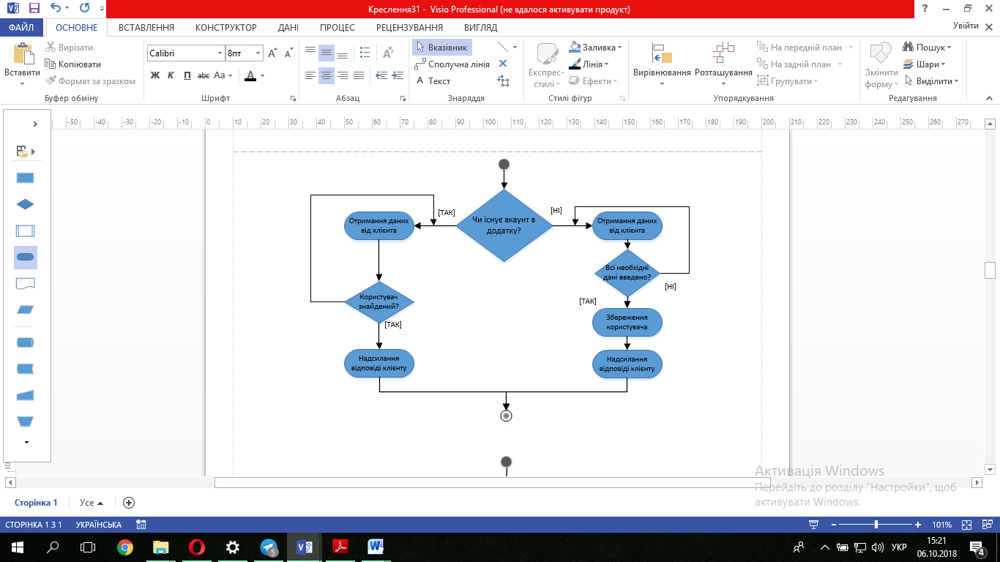 Креслення31 - Visio Professional (не вдалося активувати продукт)
Увійти
ФАЙЛ ОСНОВНЕ ВСТАВЛЕННЯ КОНСТРУКТОР ДАНІ ПРОЦЕС РЕЦЕНЗУВАННЯ ВИГЛЯД
Вставити
Вирізати
Копіювати
Формат за зразком
Буфер обміну
Calibri 8пт
Ж К П abc Aa A
Шрифт
Абзац
Вказівник
Сполучна лінія
Текст
Знаряддя
Експрес-
стилі
Заливка
Лінія
Ефекти
Стилі фігур
Вирівнювання
Розташування
На передній план
На задній план
Групувати
Упорядкування
Змінити
форму
Пошук
Шари
Виділити
Редагування
-50 -40 -30 -20 -10 0 10 20 30 40 50 60 70 80 90 100 110 120 130 140 150 160 170 180 190 200 210 220 230 240 250 260 270
[ТАК]
Чи існує акаунт в
додатку?
[НІ]
Отримання даних
від клієнта
Отримання даних
від клієнта
Всі необхідні
дані введено?
[НІ]
[ТАК]
Користувач
знайдений?
[ТАК]
Збереження
користувача
Надсилання
відповіді клієнту
Надсилання
відповіді клієнту
Активація Windows
Перейдіть до розділу "Настройки", щоб
активувати Windows.
Сторінка 1 Усе
СТОРІНКА 1 З 1 УКРАЇНСЬКА 101%
5
УКР
15:21
06.10.2018
4